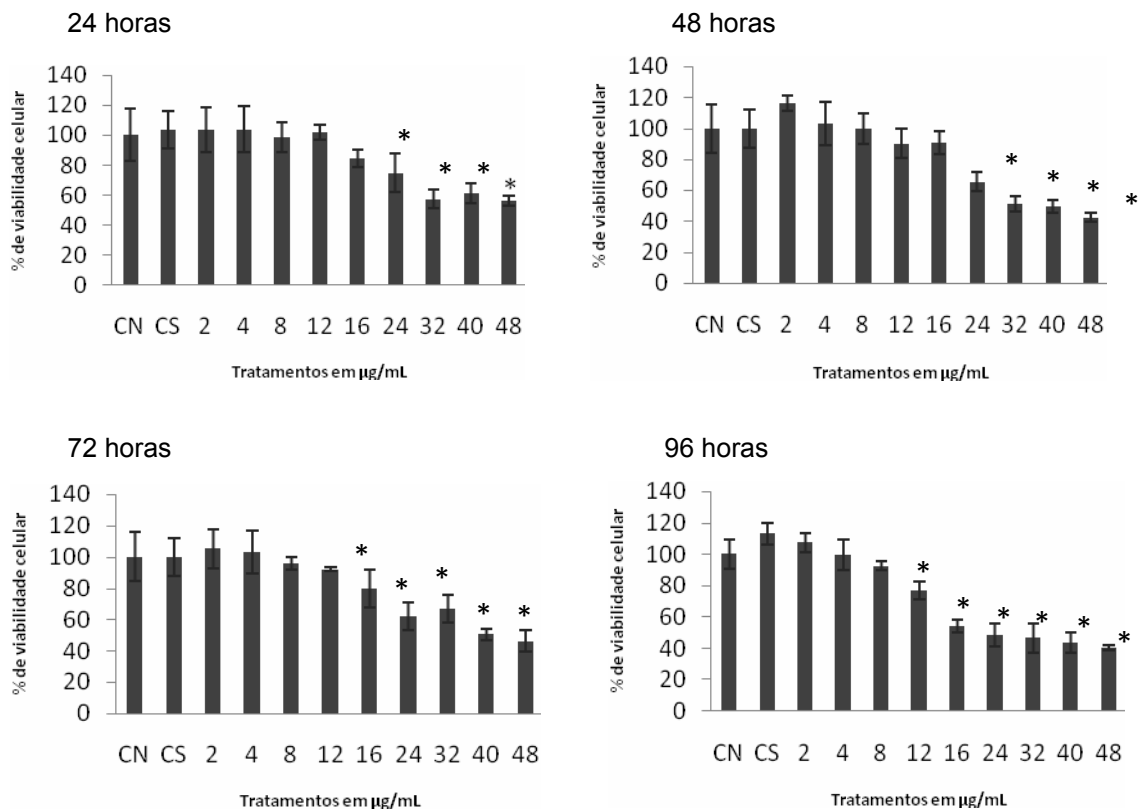 24 horas
% de viabilidade celular
140
120
100
80
60
40
20
0
* * * *
CN CS 2 4 8 12 16 24 32 40 48
Tratamentos em µg/mL
48 horas
% de viabilidade celular
140
120
100
80
60
40
20
0
* * * *
CN CS 2 4 8 12 16 24 32 40 48
Tratamentos em µg/mL
72 horas
% de viabilidade celular
140
120
100
80
60
40
20
0
* * * * *
CN CS 2 4 8 12 16 24 32 40 48
Tratamentos em µg/mL
96 horas
% de viabilidade celular
140
120
100
80
60
40
20
0
* * * * * *
CN CS 2 4 8 12 16 24 32 40 48
Tratamentos em µg/mL